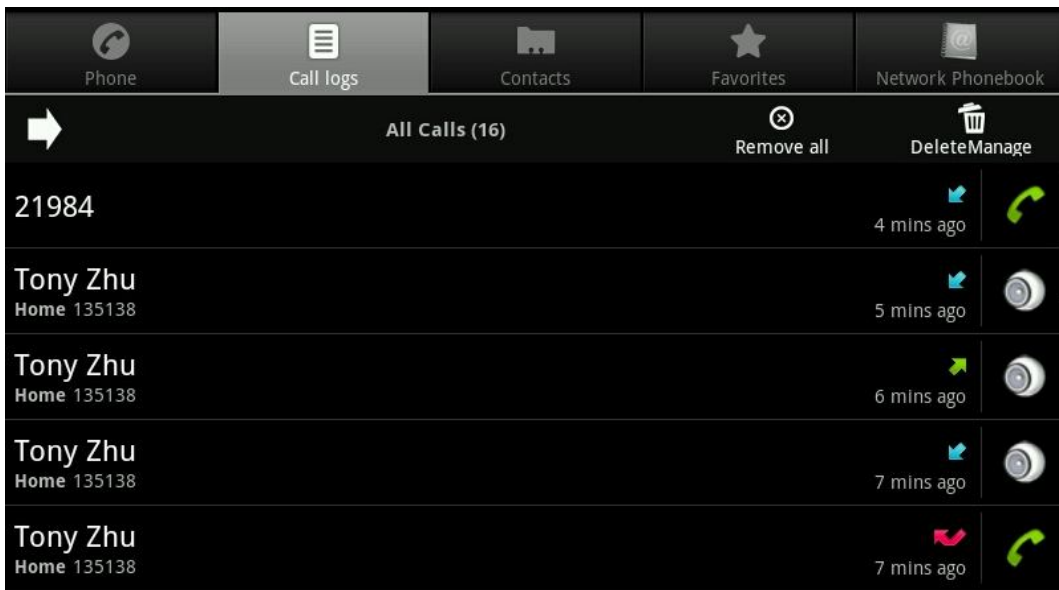 Phone
Call logs
Contacts
Favorites
Network Phonebook
All Calls (16)
Remove all
DeleteManage
21984
4 mins ago
Tony Zhu
Home 135138
5 mins ago
Tony Zhu
Home 135138
6 mins ago
Tony Zhu
Home 135138
7 mins ago
Tony Zhu
Home 135138
7 mins ago